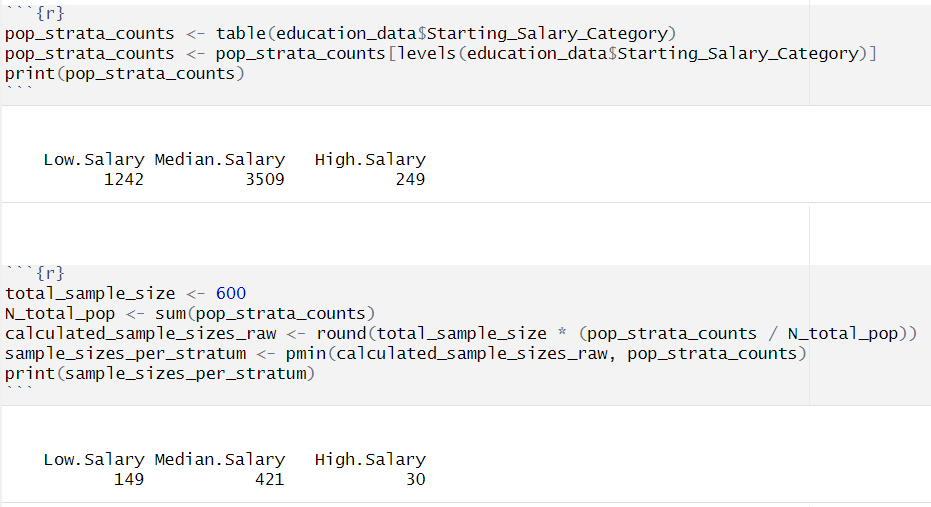 ```{r}
pop_strata_counts <- table(education_data$Starting_Salary_Category)
pop_strata_counts <- pop_strata_counts[levels(education_data$Starting_Salary_Category)]
print(pop_strata_counts)
```
Low.Salary Median.Salary High.Salary
1242 3509 249
```{r}
total_sample_size <- 600
N_total_pop <- sum(pop_strata_counts)
calculated_sample_sizes_raw <- round(total_sample_size * (pop_strata_counts / N_total_pop))
sample_sizes_per_stratum <- pmin(calculated_sample_sizes_raw, pop_strata_counts)
print(sample_sizes_per_stratum)
```
Low.Salary Median.Salary High.Salary
149 421 30